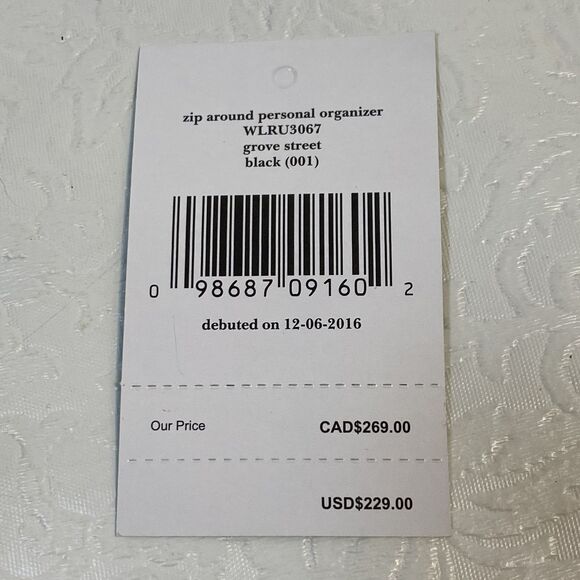 zip around personal organizer
WLRU3067
grove street
black (001)
0 98687 09160 2
debuted on 12-06-2016
Our Price CAD$269.00
USD$229.00